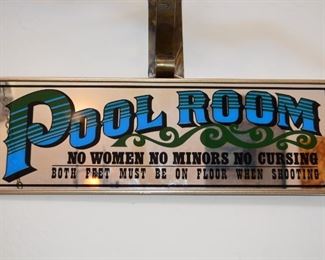 POOL ROOM
NO WOMEN NO MINORS NO CURSING
BOTH FEET MUST BE ON FLOOR WHEN SHOOTING